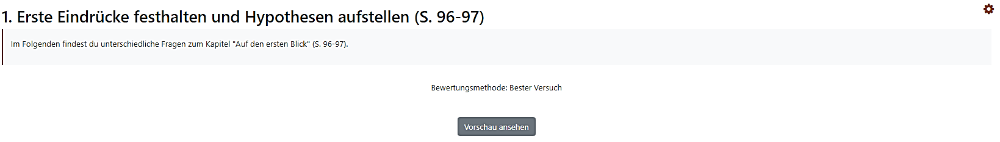 1. Erste Eindrücke festhalten und Hypothesen aufstellen (S. 96-97)
Im Folgenden findest du unterschiedliche Fragen zum Kapitel "Auf den ersten Blick" (S. 96-97).
Bewertungsmethode: Bester Versuch
Vorschau ansehen